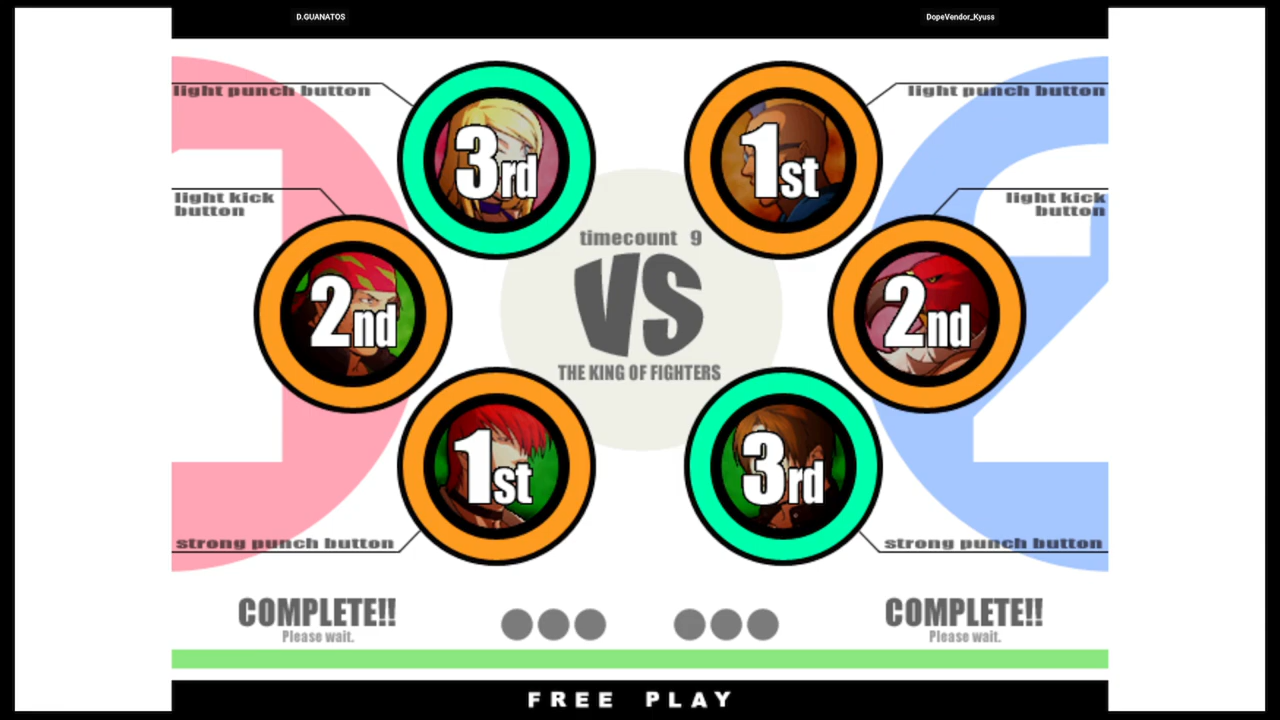 D.GUANATOS
DopeVendor_Kyuss
light punch button
3rd
1st
light punch button
light kick
button
light kick
button
timecount 9
2nd
VS
2nd
THE KING OF FIGHTERS
1st
3rd
strong punch button
strong punch button
COMPLETE!!
Please wait.
COMPLETE!!
Please wait.
FREE PLAY
1
2